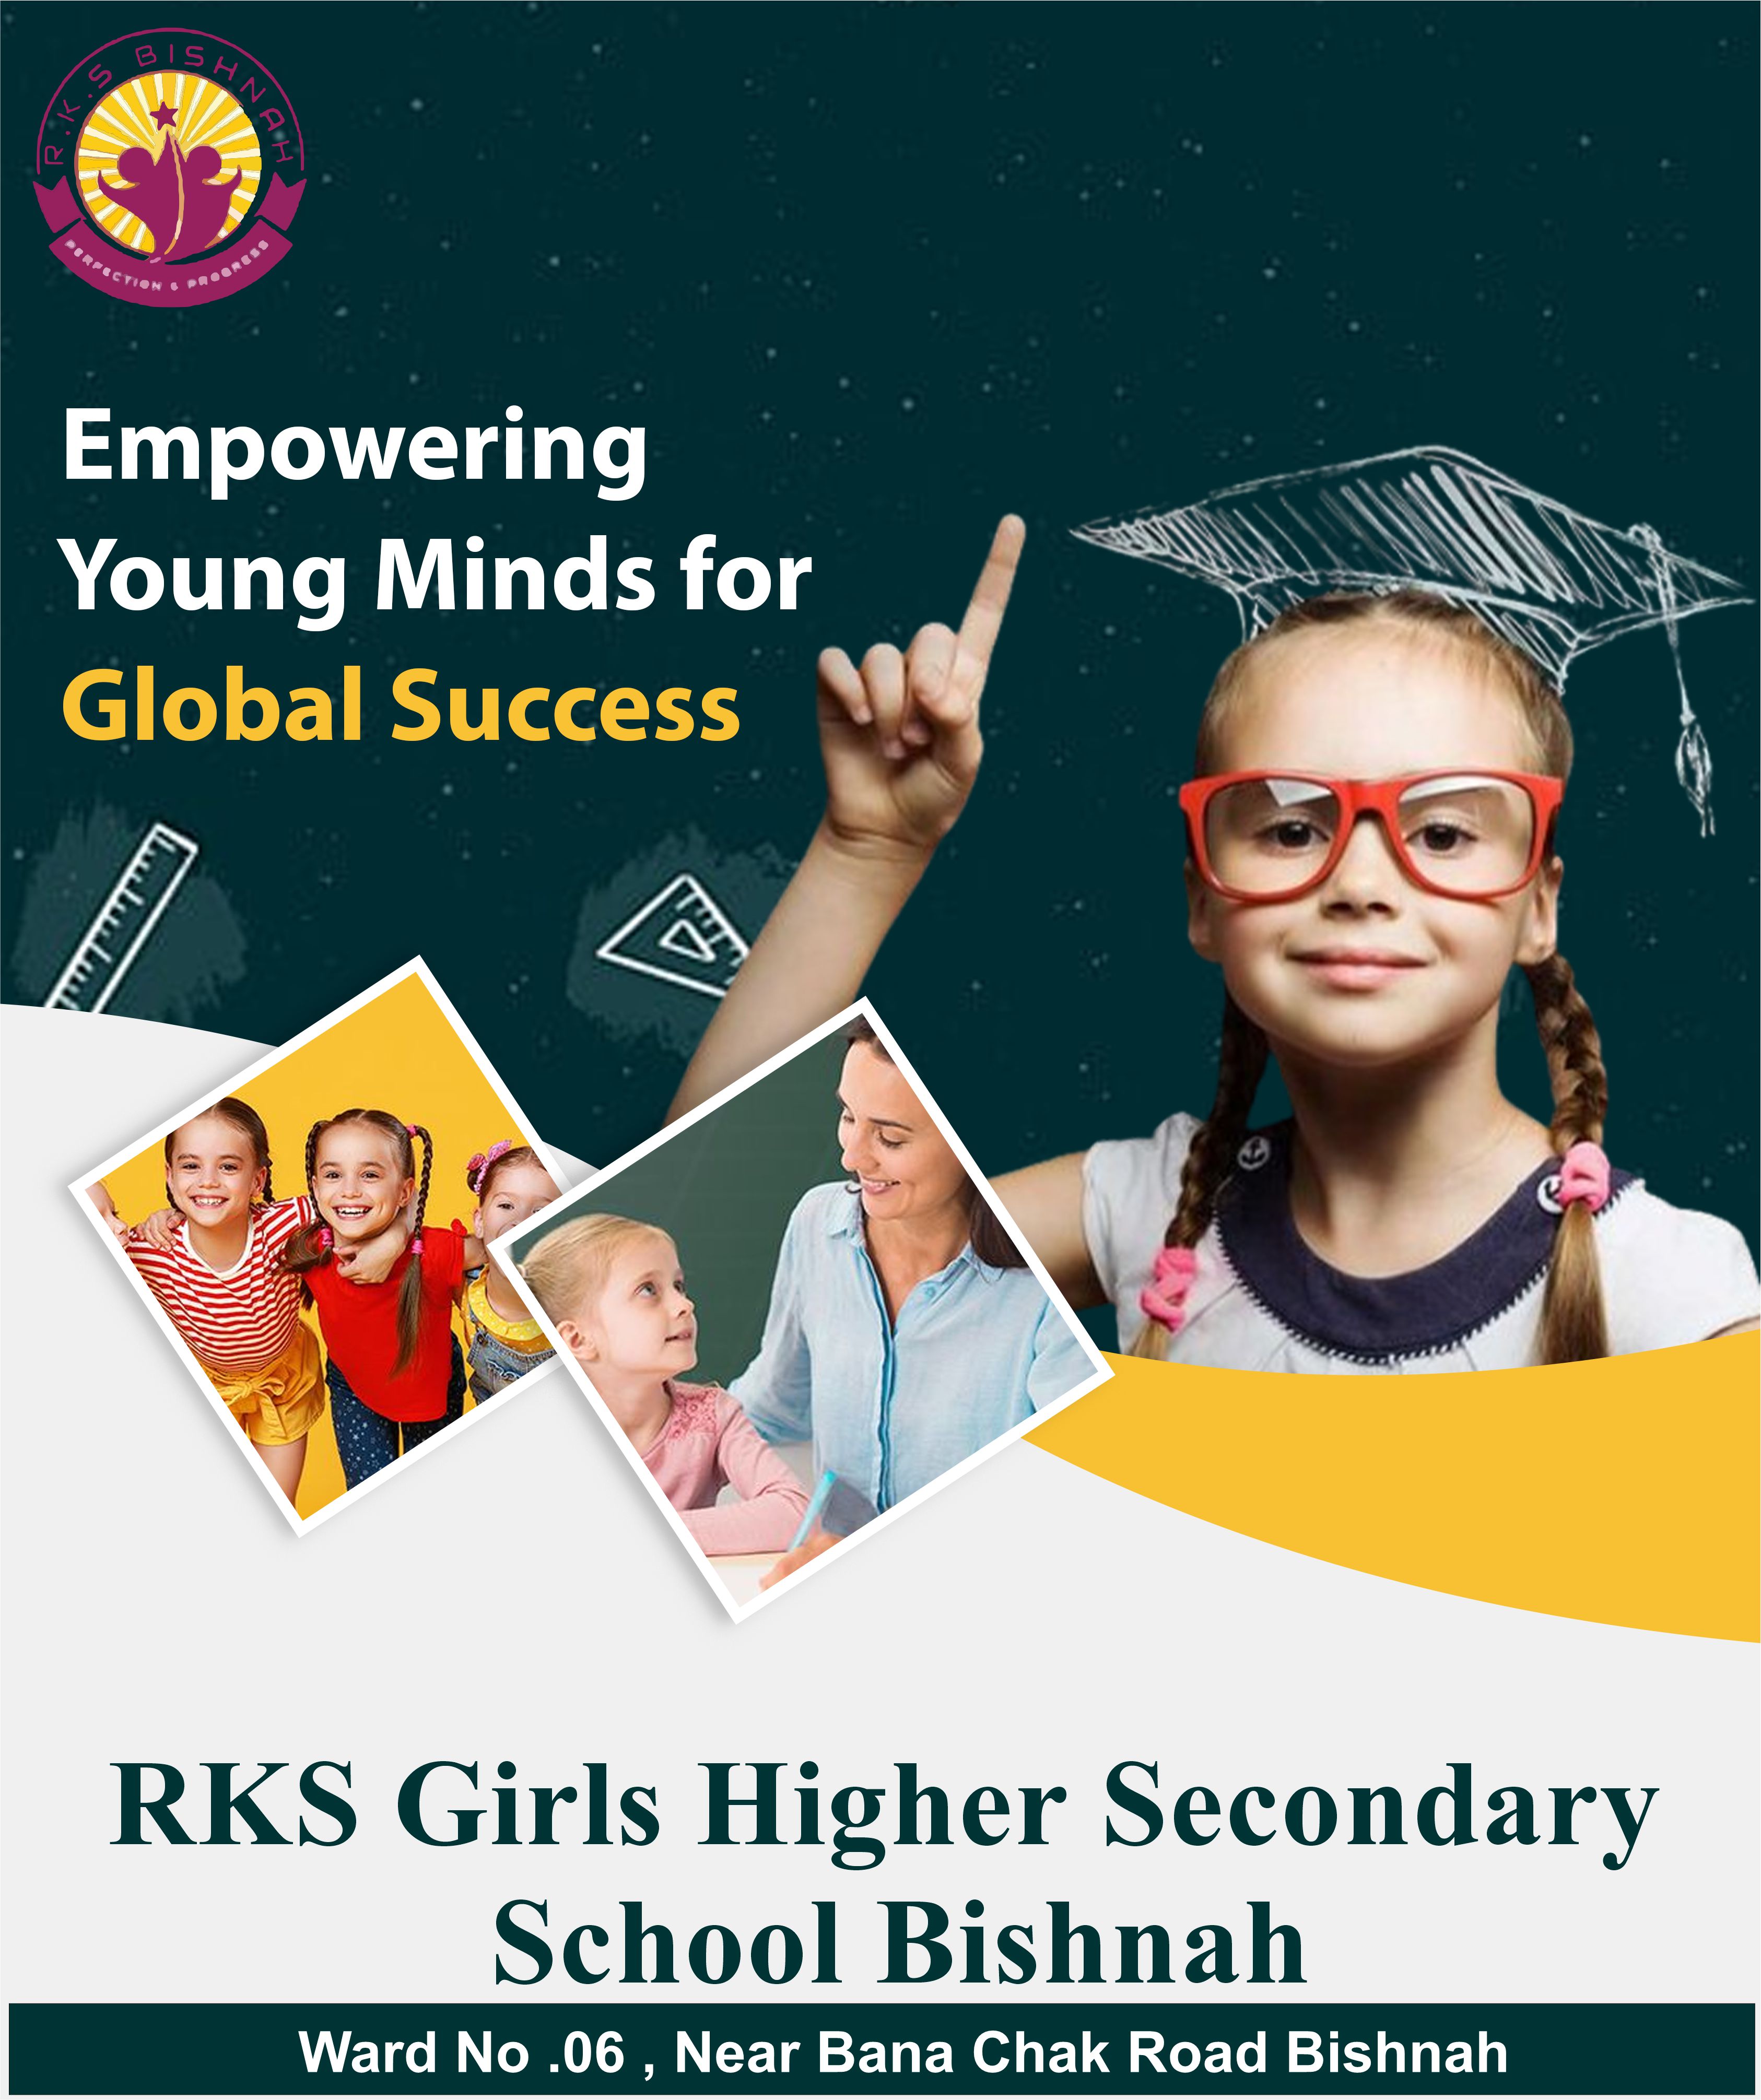 R.K.S BISHNAH
PERFECTION & PROGRESS
Empowering
Young Minds for
Global Success
RKS Girls Higher Secondary
School Bishnah
Ward No .06 , Near Bana Chak Road Bishnah